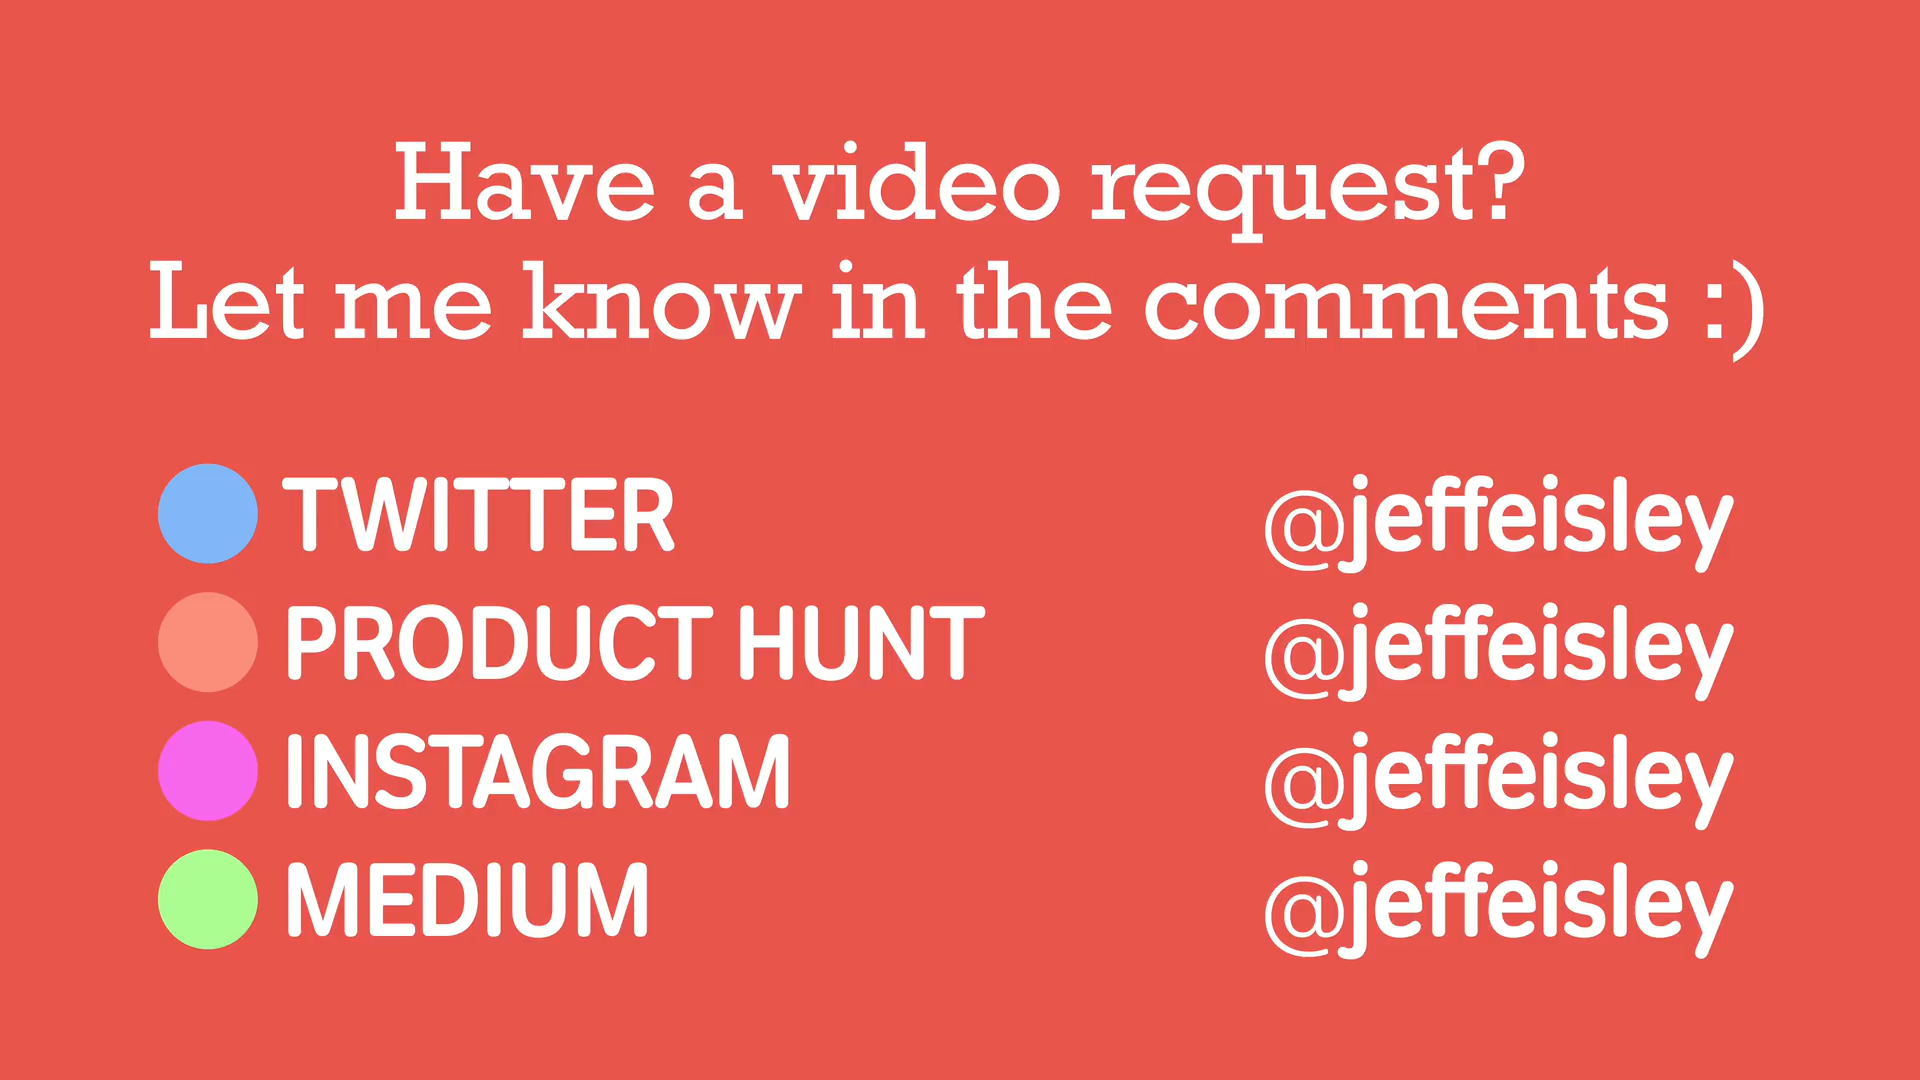 Have a video request?
Let me know in the comments :)
TWITTER @jeffeisley
PRODUCT HUNT @jeffeisley
INSTAGRAM @jeffeisley
MEDIUM @jeffeisley